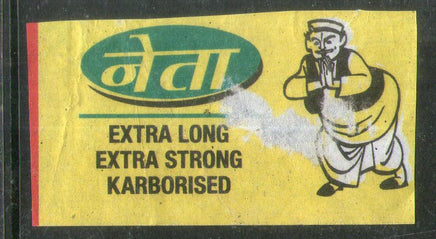 नेता
EXTRA LONG
EXTRA STRONG
KARBORISED